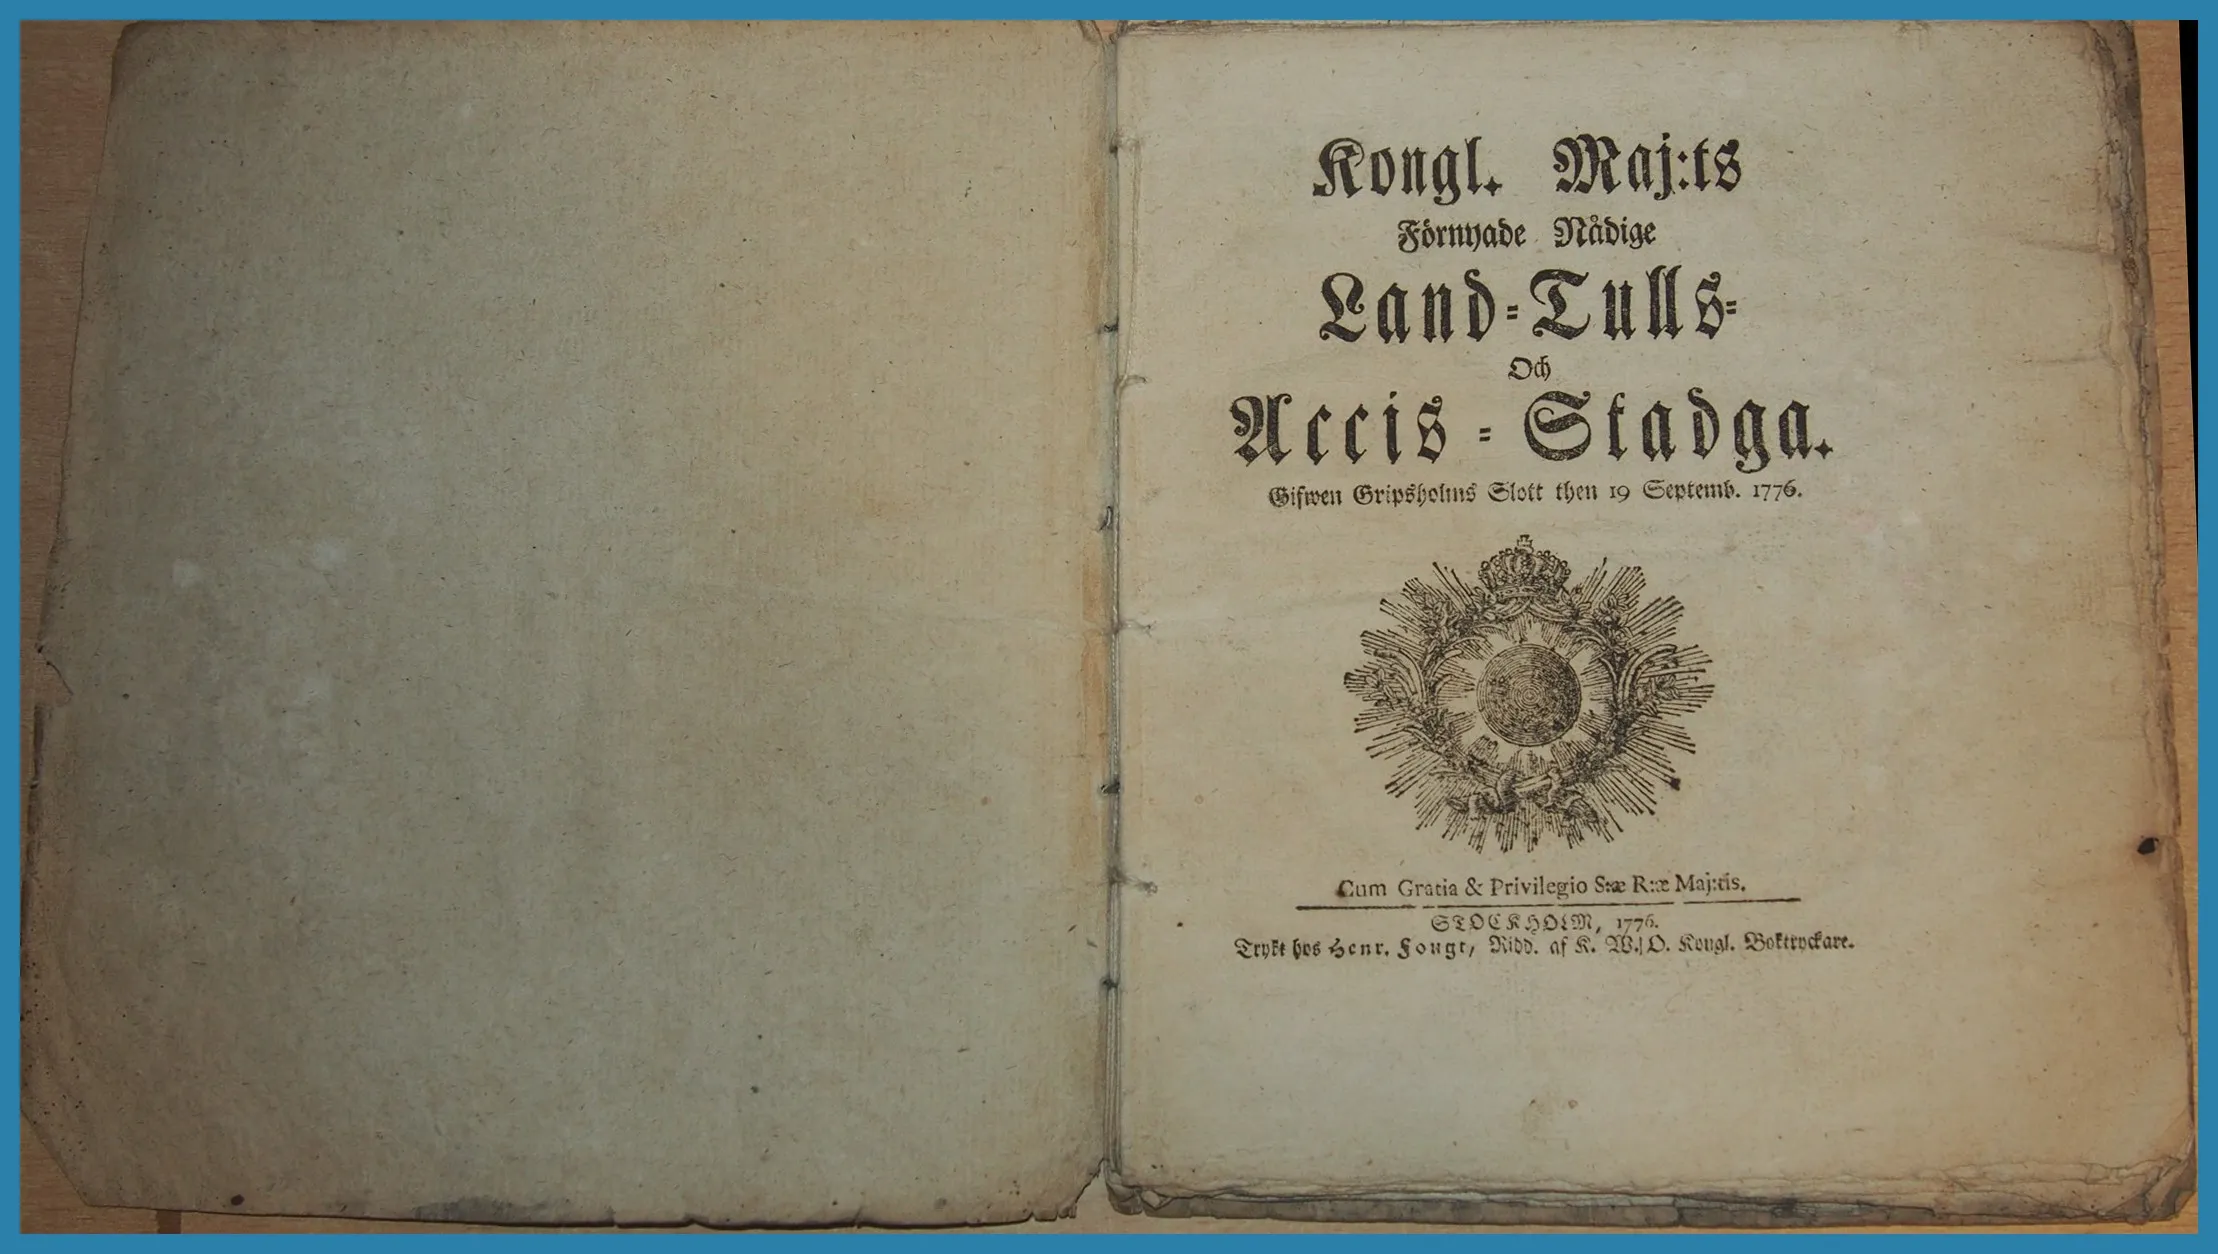 Kongl. Maj:ts
Förnyade Nådige
Land-Tulls-
Och
Accis-Stadga.
Gifwen Gripsholms Slott then 19 Septemb. 1776.
Cum Gratia & Privilegio S:æ R:æ Maj:tis.
STOCKHOLM, 1776.
Tryckt hos Henr. Fougt, Ridd. af K. W. O. Kongl. Boktryckare.